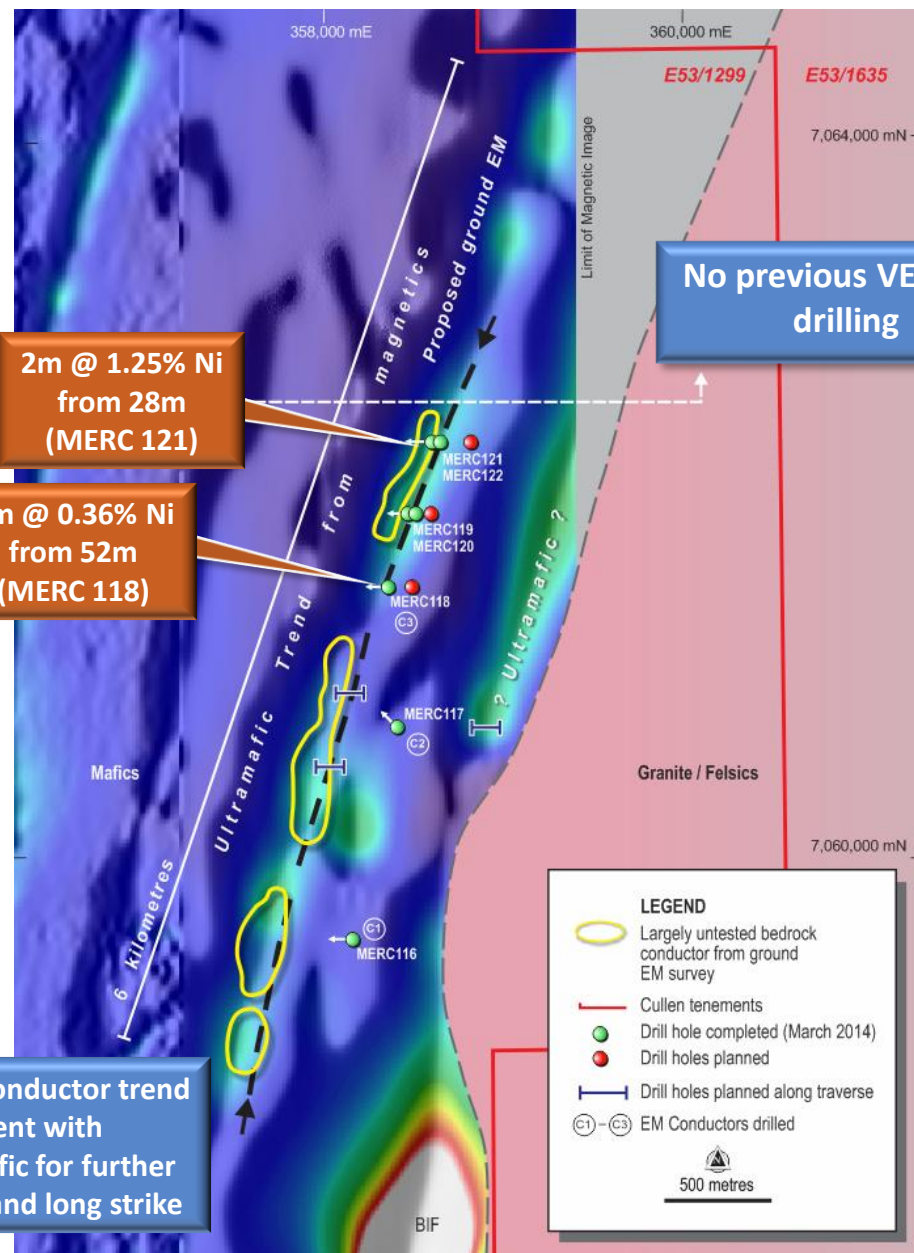 358,000 mE
360,000 mE
E53/1299
E53/1635
7,064,000 mN
Limit of Magnetic Image
Proposed ground EM
No previous
drilling
2m @ 1.25% Ni
from 28m
(MERC 121)
MERC121
MERC122
m @ 0.36% Ni
from 52m
(MERC 118)
MERC119
MERC120
MERC118
C3
Ultramafic Trend from magnetics
? Ultramafic ?
MERC117
C2
Mafics
Granite / Felsics
7,060,000 mN
6 kilometres
C1
MERC116
LEGEND
Largely untested bedrock
conductor from ground
EM survey
Cullen tenements
Drill hole completed (March 2014)
Drill holes planned
Drill holes planned along traverse
C1 – C3 EM Conductors drilled
500 metres
onductor trend
ent with
fic for further
and long strike
BIF